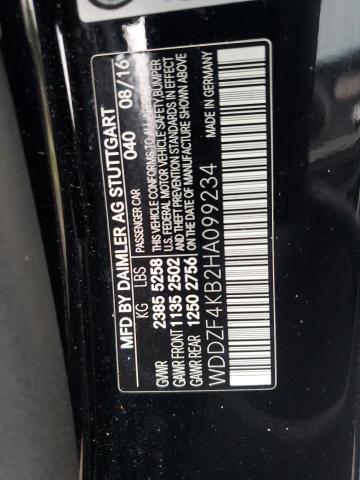 MFD BY DAIMLER AG STUTTGART
KG LBS PASSENGER CAR 040 08/16
GVWR 2385 5258 THIS VEHICLE CONFORMS TO ALL
U.S. FEDERAL MOTOR VEHICLE SAFETY,BUMPER
GAWR FRONT 1135 2502 AND THEFT PREVENTION STANDARDS IN EFFECT
GAWR REAR 1250 2756 ON THE DATE OF MANUFACTURE SHOWN ABOVE
WDDZF4KB2HA099234 MADE IN GERMANY